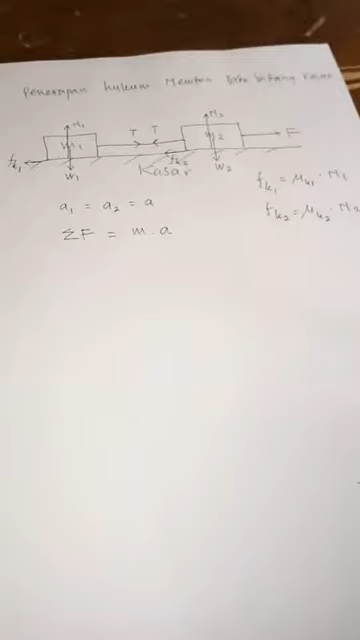 Penerapan hukum Newton pada bidang kasar
N₁ N₂
m₁ T T m₂ F
fk₁ fk₂
W₁ Kasar W₂
fk₁ = μk₁ · N₁
a₁ = a₂ = a
fk₂ = μk₂ · N₂
ΣF = m · a